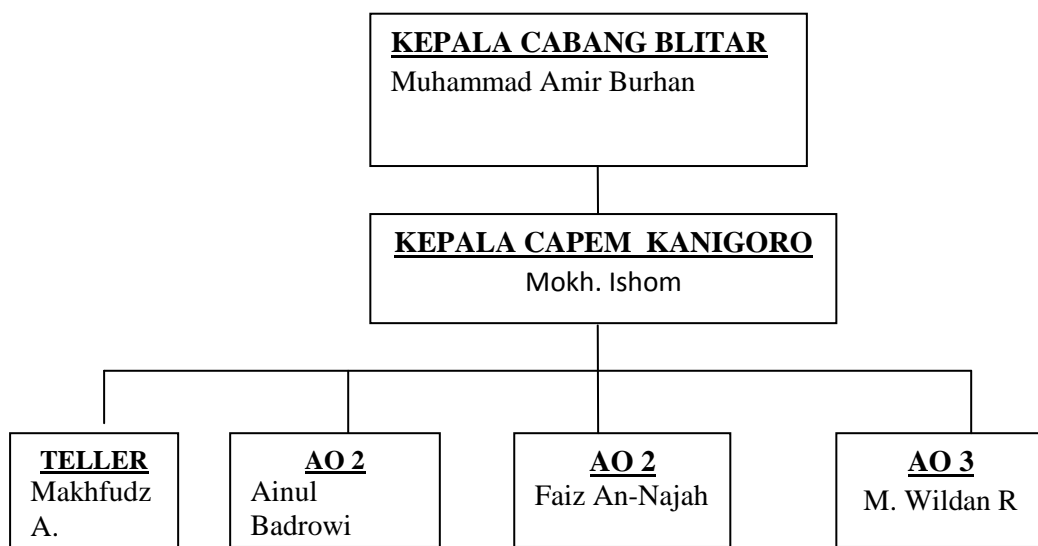 KEPALA CABANG BLITAR
Muhammad Amir Burhan
KEPALA CAPEM KANIGORO
Mokh. Ishom
TELLER
Makhfudz
A.
AO 2
Ainul
Badrowi
AO 2
Faiz An-Najah
AO 3
M. Wildan R